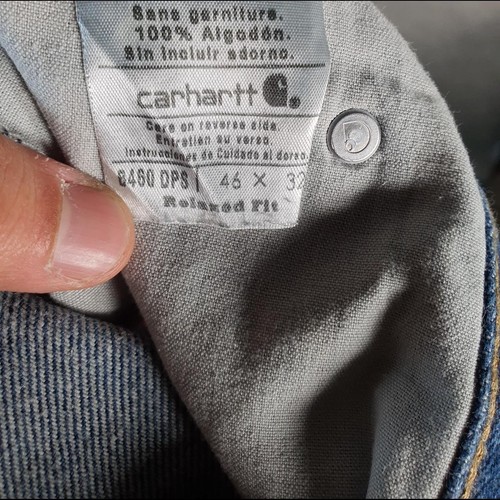 Sans garniture.
100% Algodón.
Sin incluir adorno.
carhartt
Care on reverse side.
Entretien au verso.
Instrucciones de Cuidado al dorso.
8460 DPS 46 X 32
Relaxed Fit